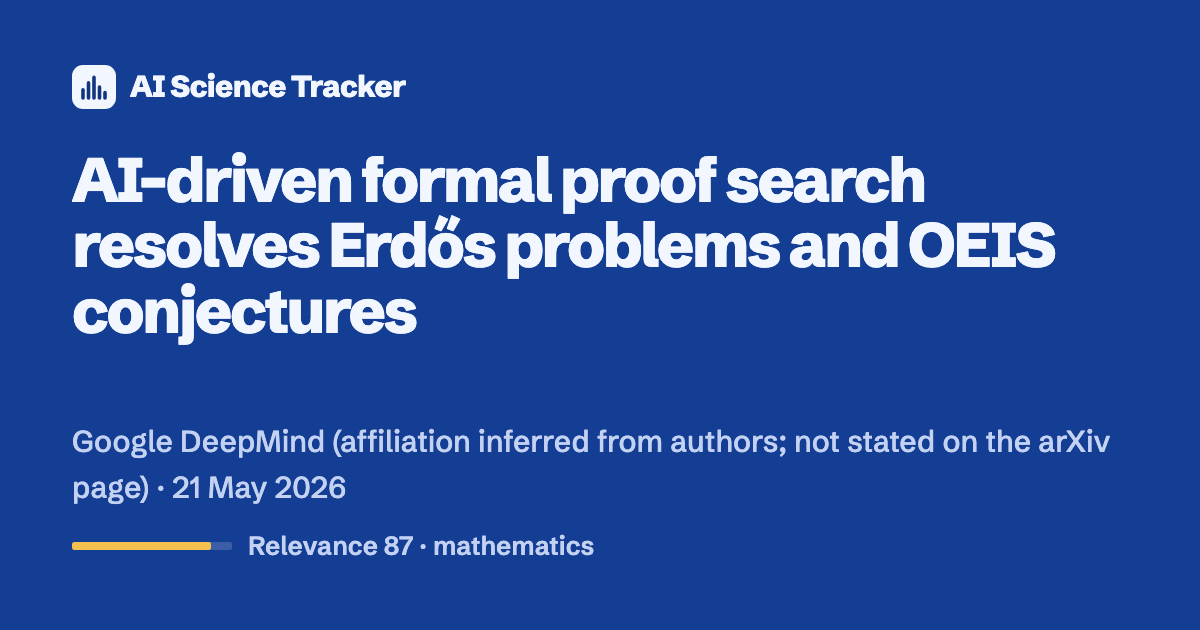 AI Science Tracker
AI-driven formal proof search
resolves Erdős problems and OEIS
conjectures
Google DeepMind (affiliation inferred from authors; not stated on the arXiv
page) · 21 May 2026
Relevance 87 · mathematics